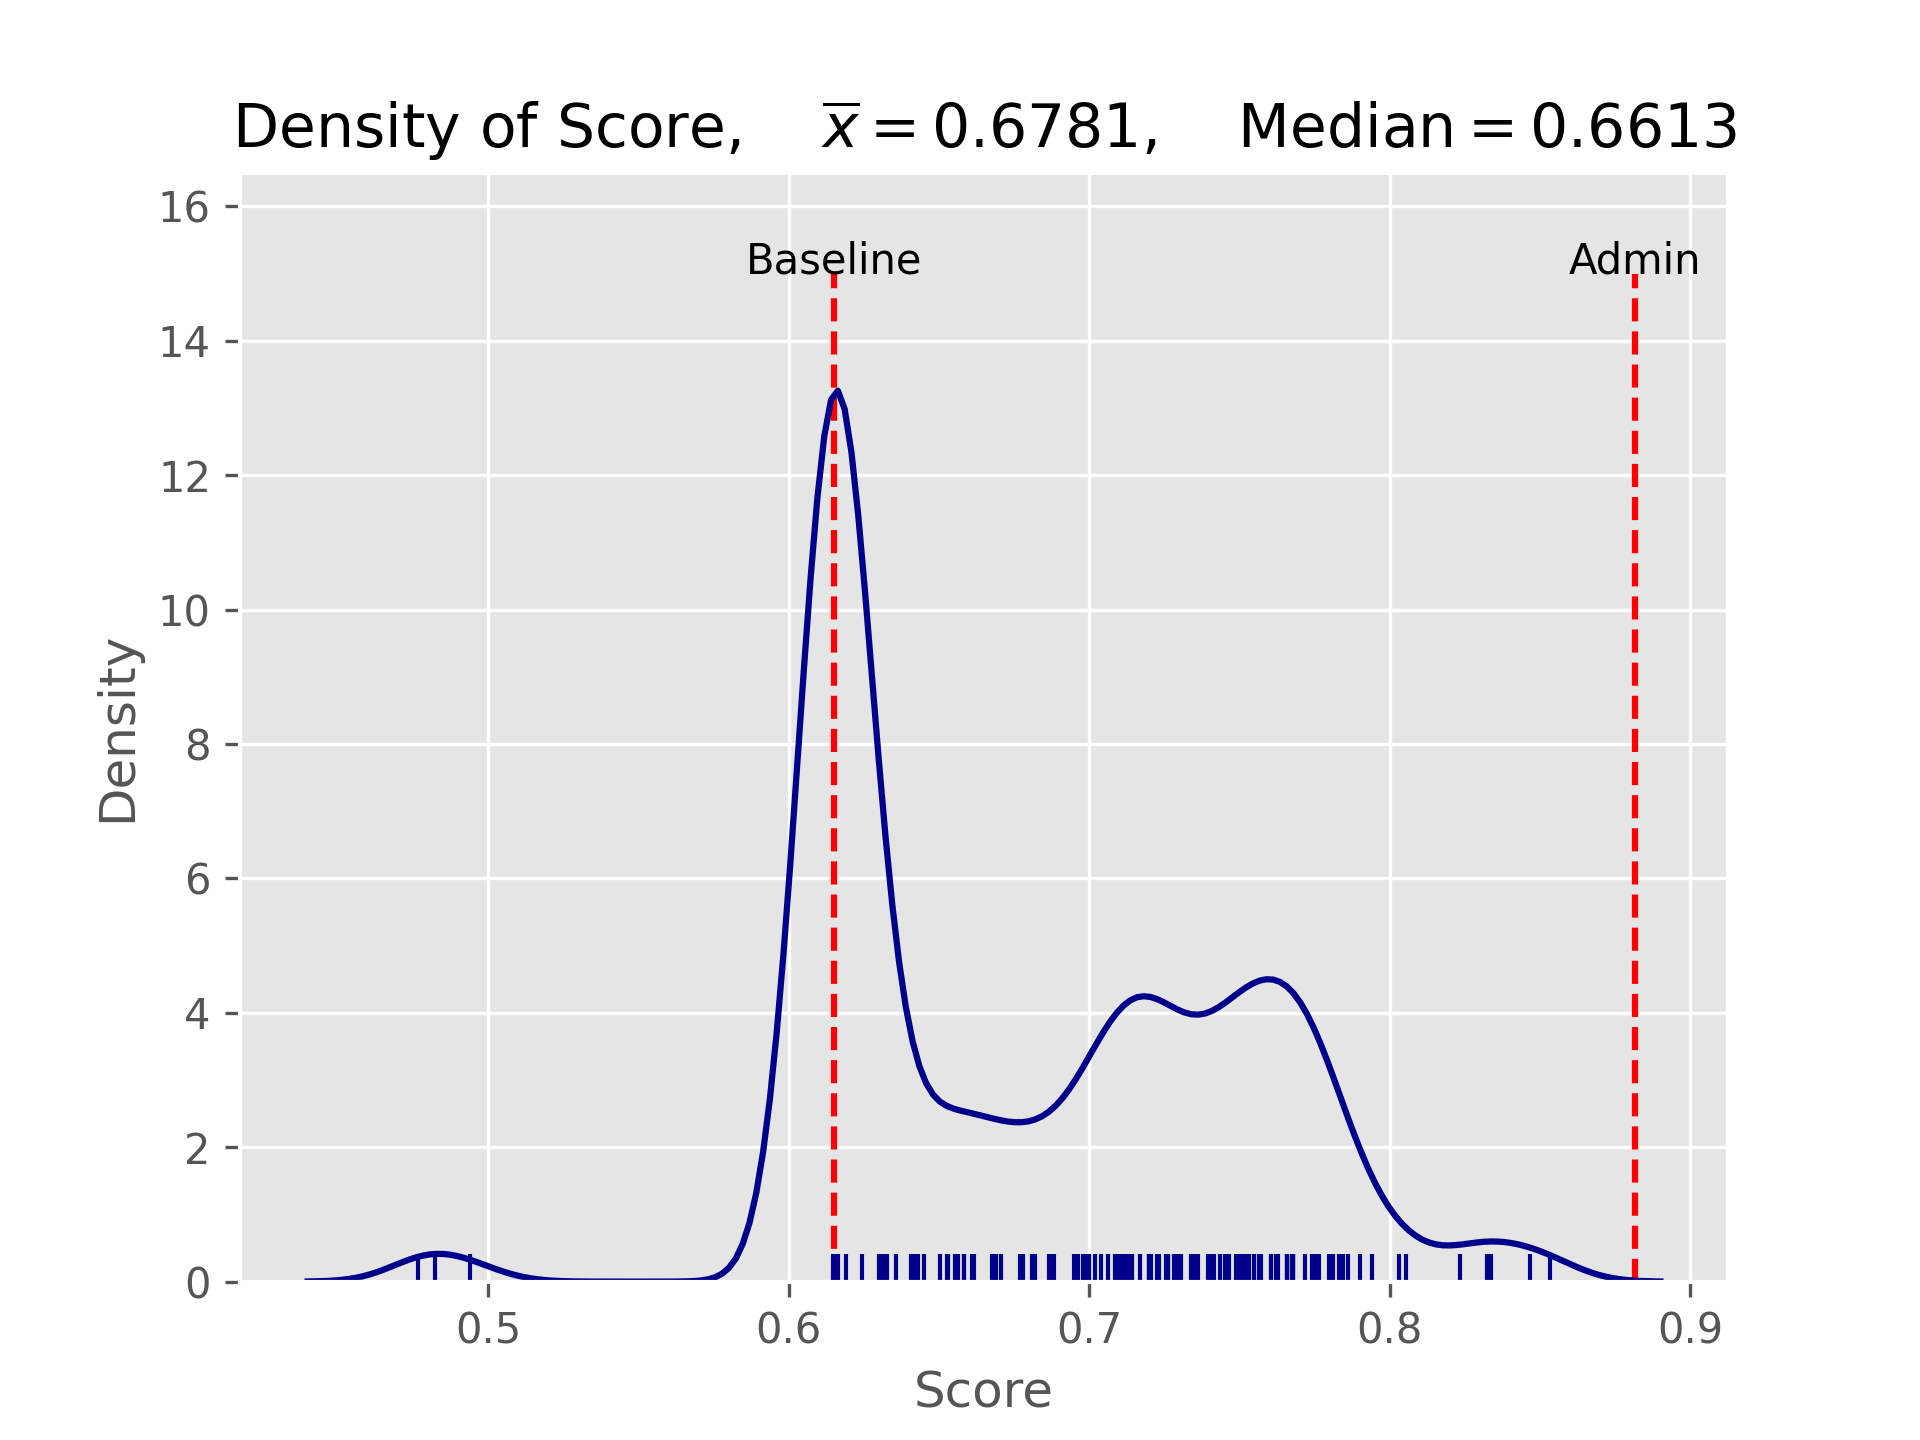 Density of Score, x̅ = 0.6781, Median = 0.6613
16
14
12
10
8
6
4
2
0
Density
Baseline
Admin
0.5 0.6 0.7 0.8 0.9
Score